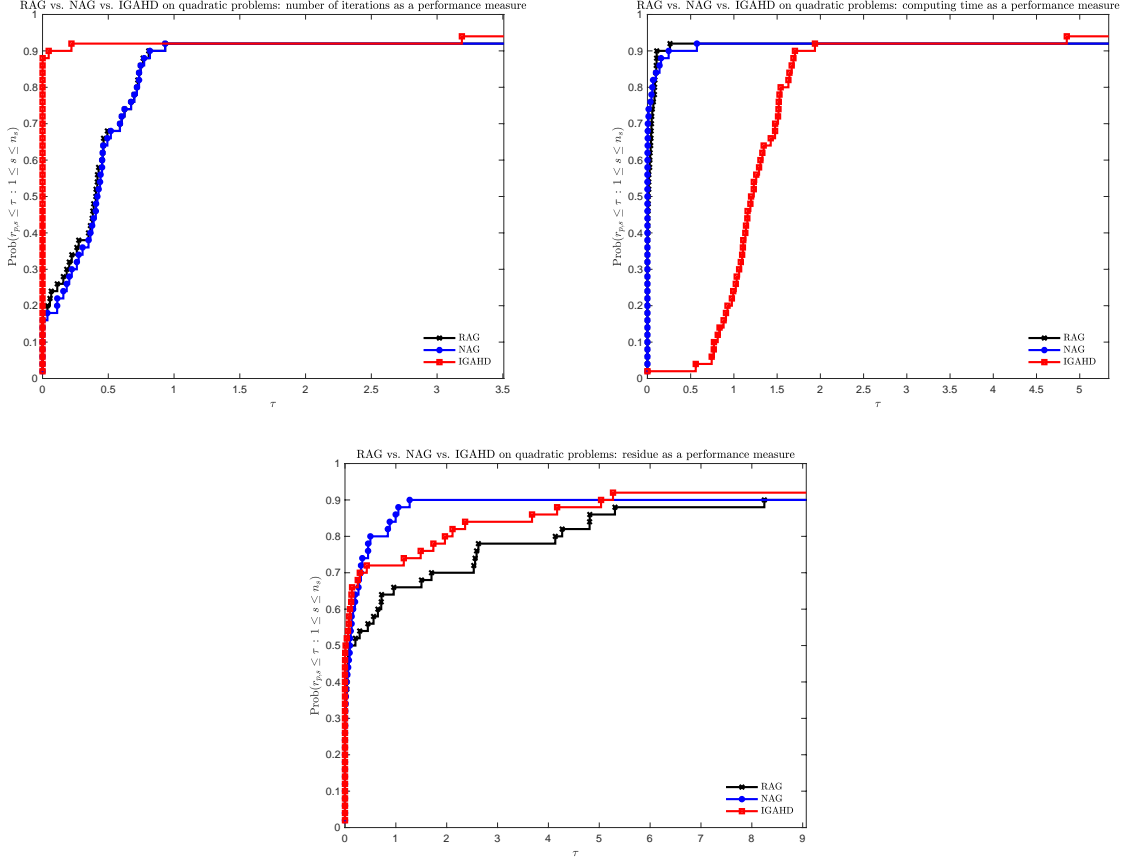 RAG vs. NAG vs. IGAHD on quadratic problems: number of iterations as a performance measure
1
0.9
0.8
0.7
0.6
0.5
0.4
0.3
0.2
0.1
0
Prob(r_{p,s} ≤ τ : 1 ≤ s ≤ n_s)
RAG
NAG
IGAHD
0 0.5 1 1.5 2 2.5 3 3.5
τ
RAG vs. NAG vs. IGAHD on quadratic problems: computing time as a performance measure
1
0.9
0.8
0.7
0.6
0.5
0.4
0.3
0.2
0.1
0
Prob(r_{p,s} ≤ τ : 1 ≤ s ≤ n_s)
RAG
NAG
IGAHD
0 0.5 1 1.5 2 2.5 3 3.5 4 4.5 5
τ
RAG vs. NAG vs. IGAHD on quadratic problems: residue as a performance measure
1
0.9
0.8
0.7
0.6
0.5
0.4
0.3
0.2
0.1
0
Prob(r_{p,s} ≤ τ : 1 ≤ s ≤ n_s)
RAG
NAG
IGAHD
0 1 2 3 4 5 6 7 8 9
τ